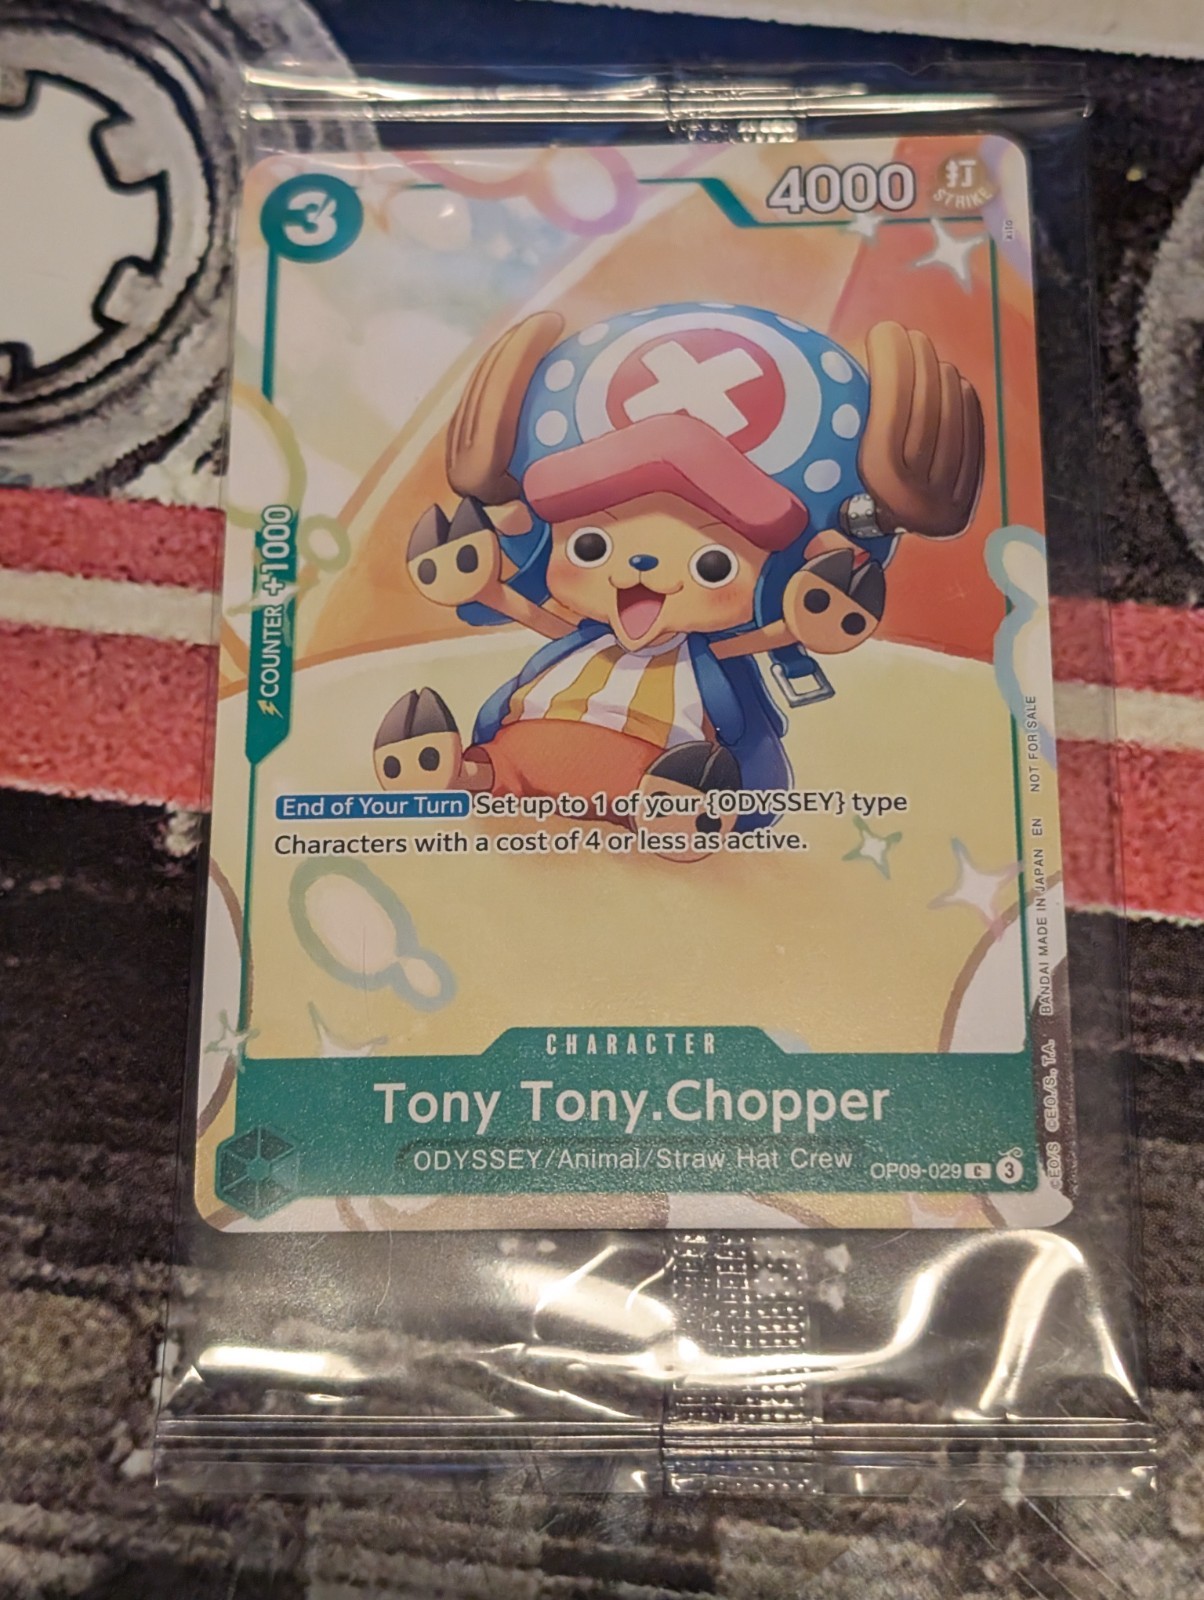 3
4000
打
STRIKE
COUNTER +1000
End of Your Turn Set up to 1 of your {ODYSSEY} type
Characters with a cost of 4 or less as active.
CHARACTER
Tony Tony.Chopper
ODYSSEY/Animal/Straw Hat Crew
OP09-029 C 3
©EO/S CE.O./S., T.A. BANDAI MADE IN JAPAN EN NOT FOR SALE